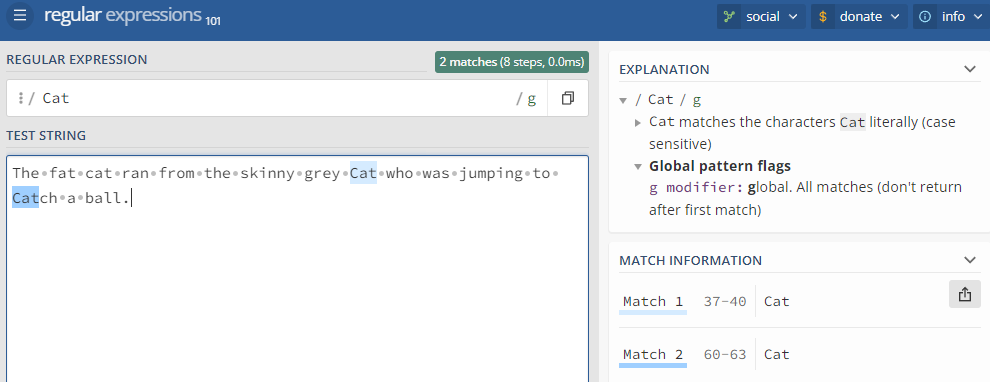 regular expressions 101
social
$ donate
info
REGULAR EXPRESSION
2 matches (8 steps, 0.0ms)
/ Cat / g
TEST STRING
The•fat•cat•ran•from•the•skinny•grey•Cat•who•was•jumping•to•
Catch•a•ball.
EXPLANATION
/ Cat / g
Cat matches the characters Cat literally (case
sensitive)
Global pattern flags
g modifier: global. All matches (don't return
after first match)
MATCH INFORMATION
Match 1 37-40 Cat
Match 2 60-63 Cat